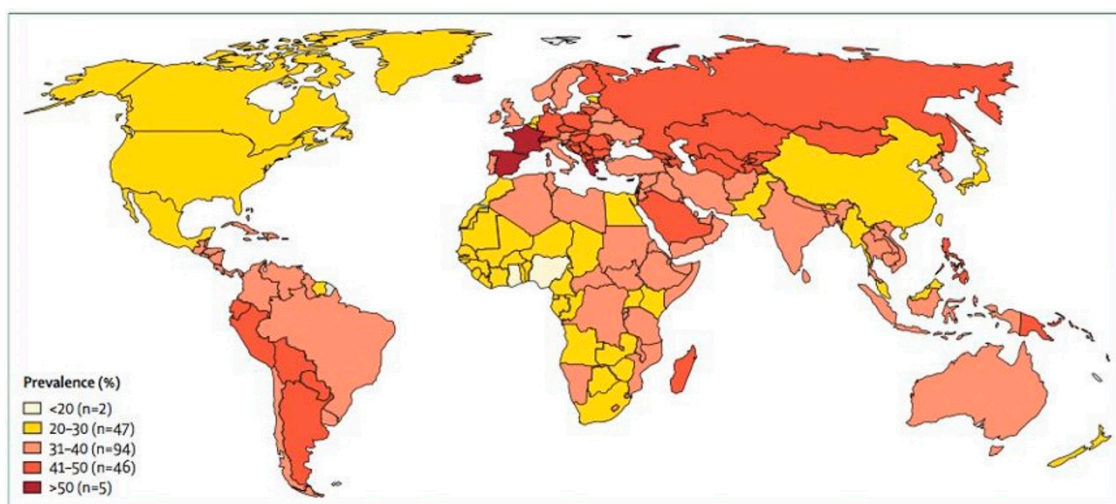 Prevalence (%)
<20 (n=2)
20–30 (n=47)
31–40 (n=94)
41–50 (n=46)
>50 (n=5)